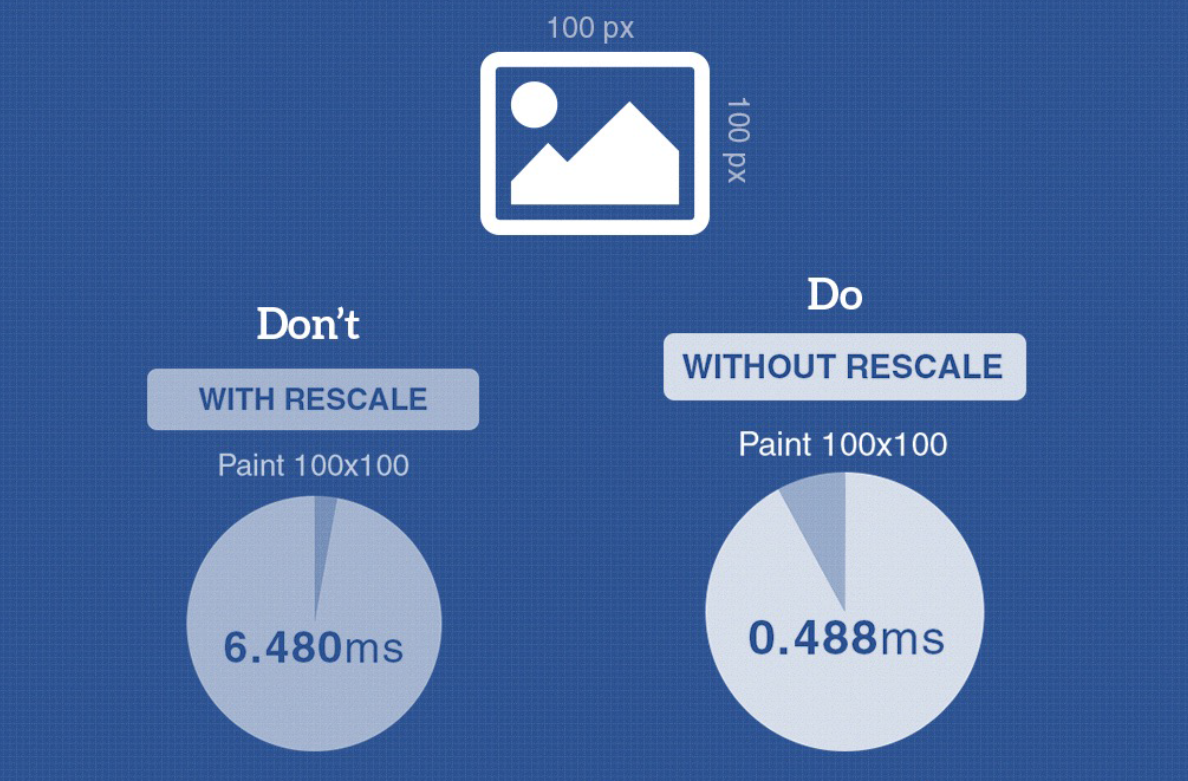 100 px
100 px
Don't
WITH RESCALE
Paint 100x100
6.480ms
Do
WITHOUT RESCALE
Paint 100x100
0.488ms